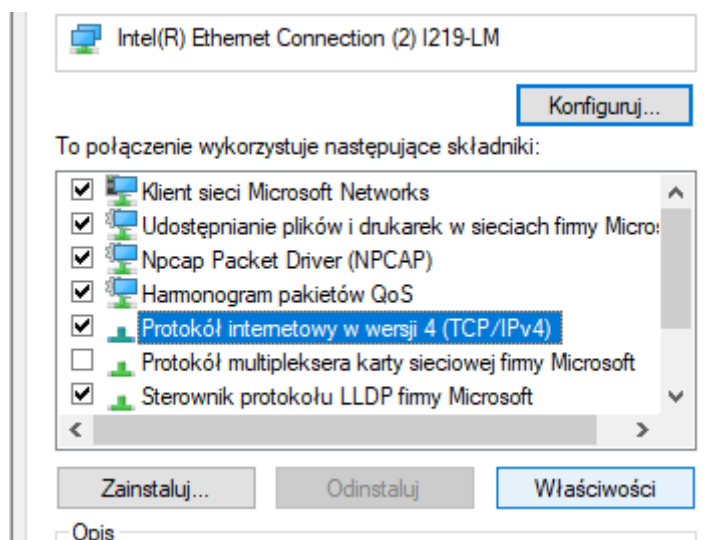 Intel(R) Ethernet Connection (2) I219-LM
Konfiguruj...
To połączenie wykorzystuje następujące składniki:
Klient sieci Microsoft Networks
Udostępnianie plików i drukarek w sieciach firmy Micros
Npcap Packet Driver (NPCAP)
Harmonogram pakietów QoS
Protokół internetowy w wersji 4 (TCP/IPv4)
Protokół multipleksera karty sieciowej firmy Microsoft
Sterownik protokołu LLDP firmy Microsoft
Zainstaluj... Odinstaluj Właściwości
Opis